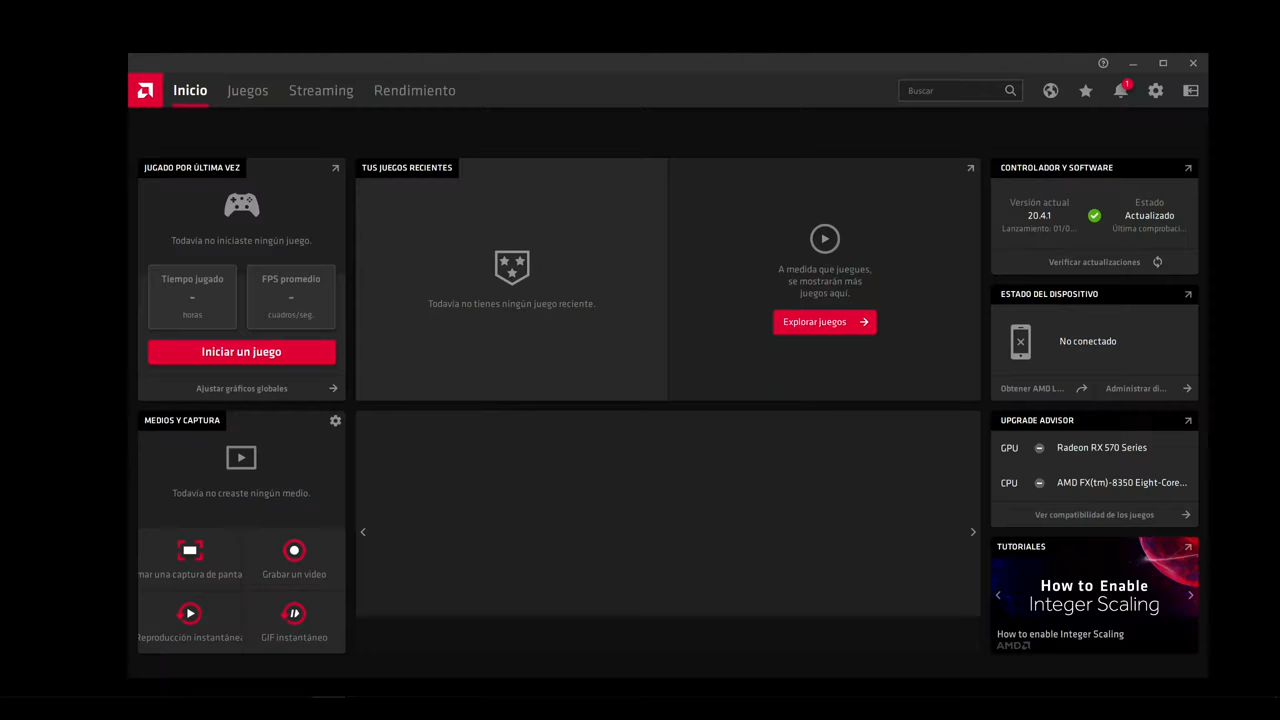 Inicio
Juegos
Streaming
Rendimiento
Buscar
1
JUGADO POR ÚLTIMA VEZ
Todavía no iniciaste ningún juego.
Tiempo jugado
-
horas
FPS promedio
-
cuadros/seg.
Iniciar un juego
Ajustar gráficos globales
TUS JUEGOS RECIENTES
Todavía no tienes ningún juego reciente.
A medida que juegues,
se mostrarán más
juegos aquí.
Explorar juegos
CONTROLADOR Y SOFTWARE
Versión actual
20.4.1
Lanzamiento: 01/0...
Estado
Actualizado
Última comprobaci...
Verificar actualizaciones
ESTADO DEL DISPOSITIVO
No conectado
Obtener AMD L...
Administrar di...
MEDIOS Y CAPTURA
Todavía no creaste ningún medio.
mar una captura de panta
Grabar un video
Reproducción instantánea
GIF instantáneo
UPGRADE ADVISOR
GPU
Radeon RX 570 Series
CPU
AMD FX(tm)-8350 Eight-Core...
Ver compatibilidad de los juegos
TUTORIALES
How to Enable
Integer Scaling
How to enable Integer Scaling
AMD